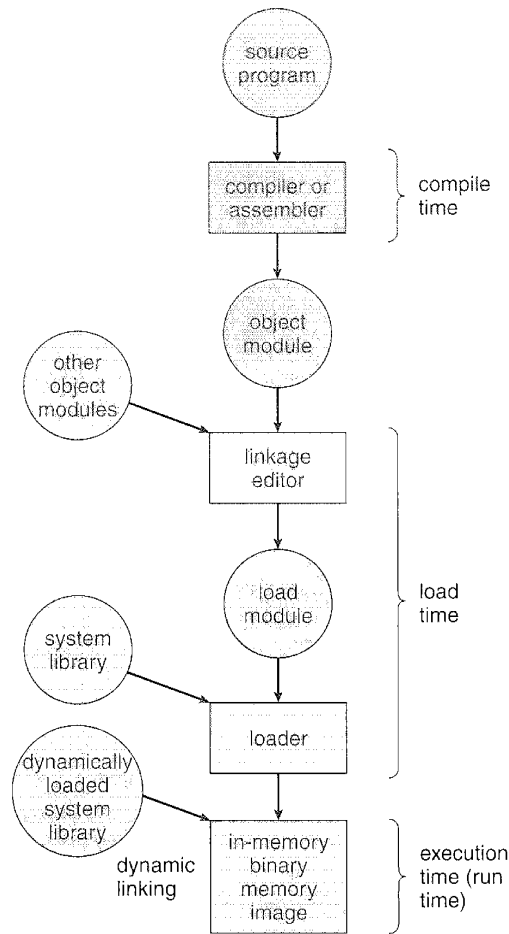 source
program
compiler or
assembler
compile
time
object
module
other
object
modules
linkage
editor
load
module
load
time
system
library
loader
dynamically
loaded
system
library
dynamic
linking
in-memory
binary
memory
image
execution
time (run
time)